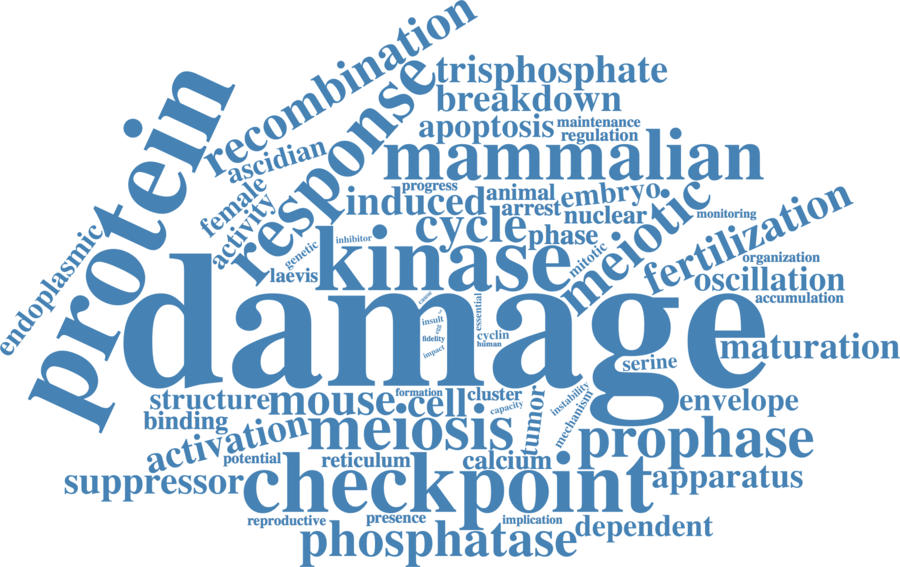 recombination
protein
response
trisphosphate
breakdown
apoptosis
maintenance
regulation
ascidian
mammalian
progress
female
induced
animal
embryo
arrest
nuclear
meiotic
monitoring
activity
cycle
phase
fertilization
endoplasmic
genetic
inhibitor
kinase
mitotic
organization
laevis
oscillation
accumulation
damage
cause
essential
insult
egg
fidelity
cyclin
human
impact
serine
maturation
structure
mouse
cell
formation
cluster
capacity
instability
envelope
binding
activation
meiosis
tumor
mechanism
prophase
potential
reticulum
calcium
suppressor
checkpoint
apparatus
reproductive
presence
implication
dependent
phosphatase